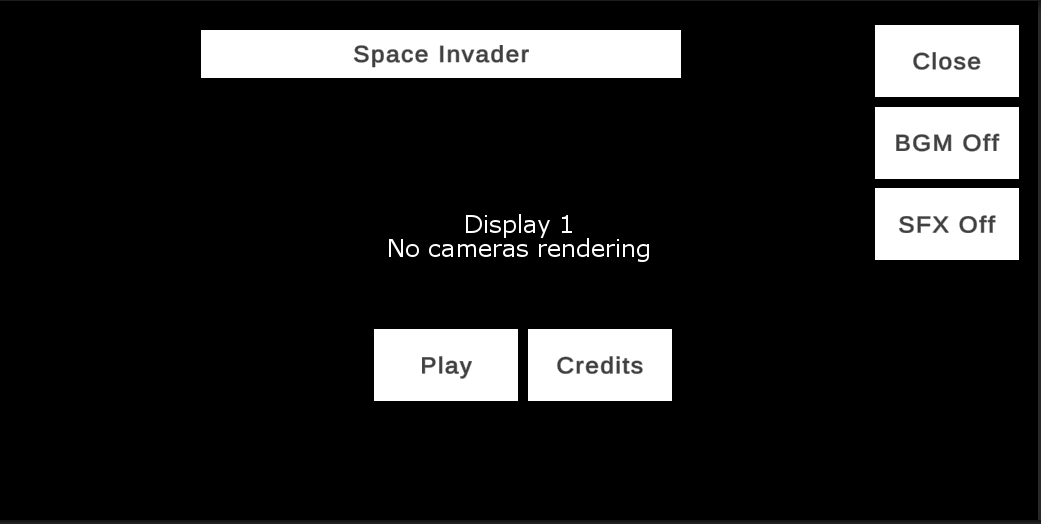 Space Invader
Close
BGM Off
SFX Off
Display 1
No cameras rendering
Play
Credits